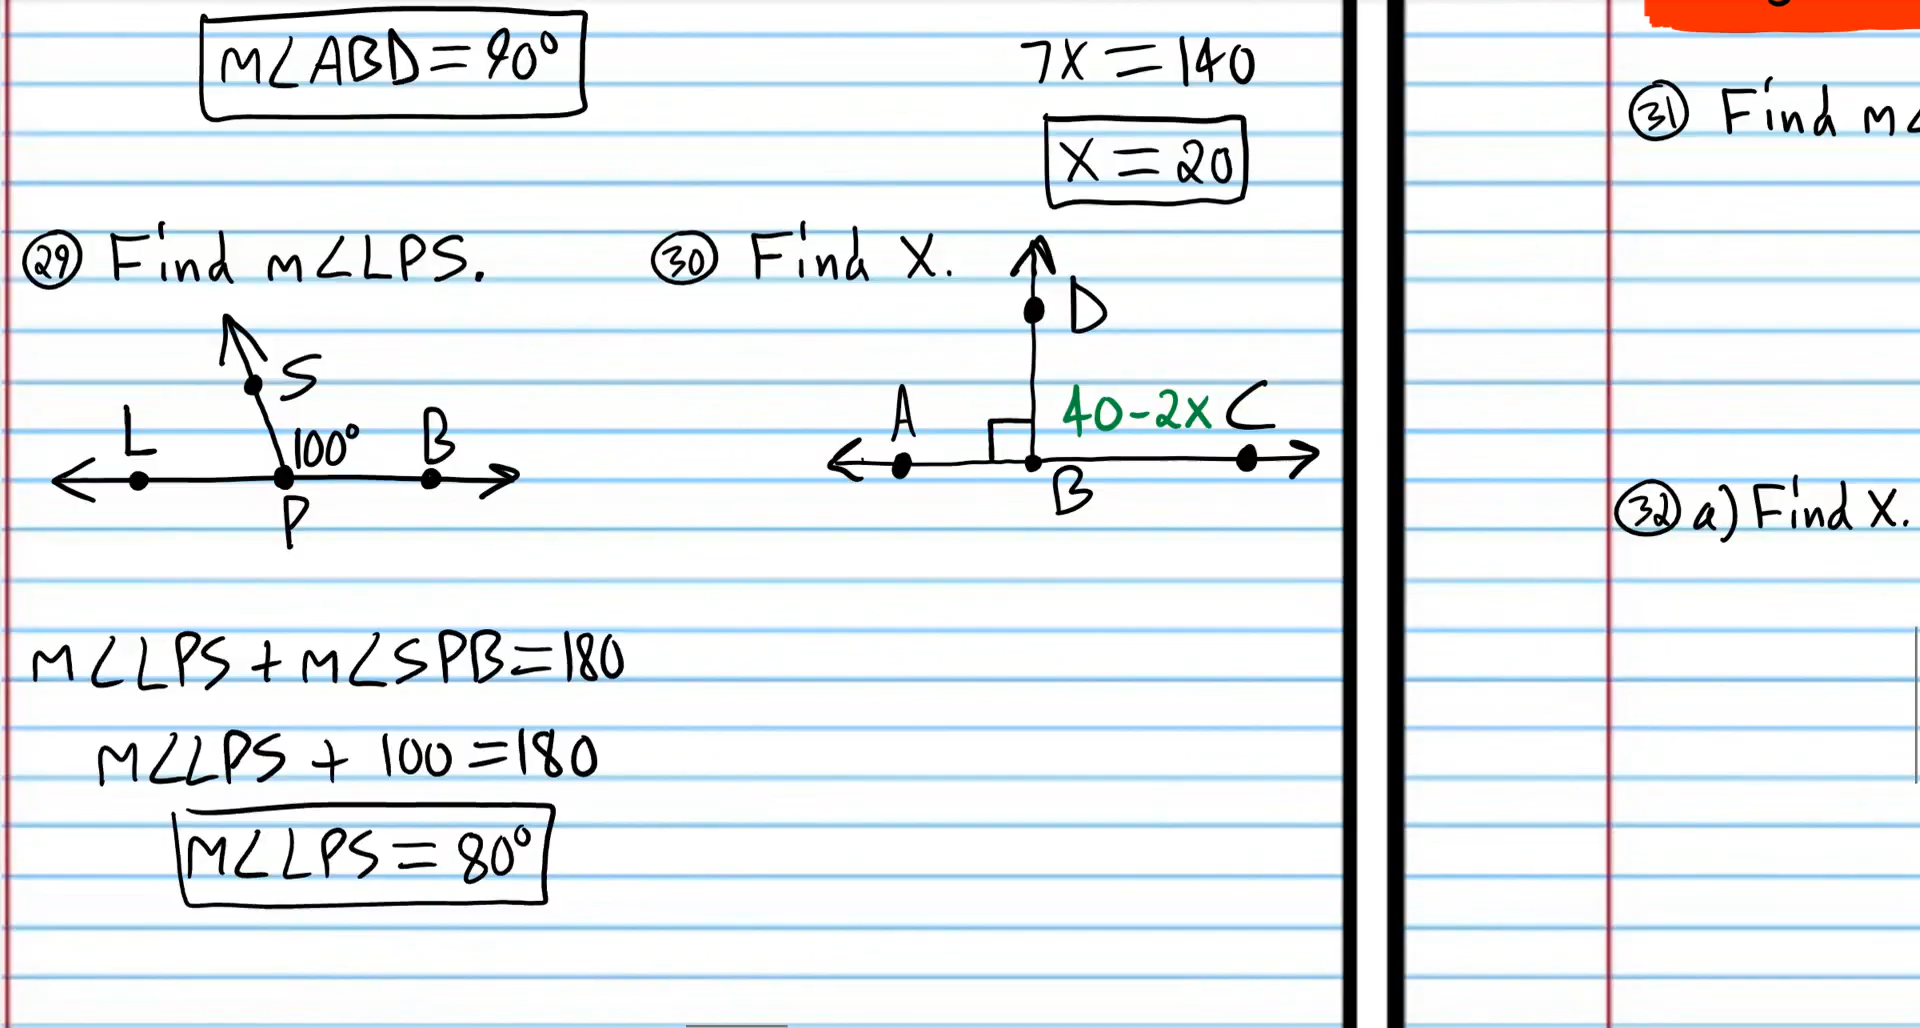 m∠ABD = 90°
7x = 140
x = 20
29 Find m∠LPS.
S
L
100°
B
P
30 Find x.
D
A
40-2x
C
B
m∠LPS + m∠SPB = 180
m∠LPS + 100 = 180
m∠LPS = 80°
31 Find m∠
32 a) Find x.